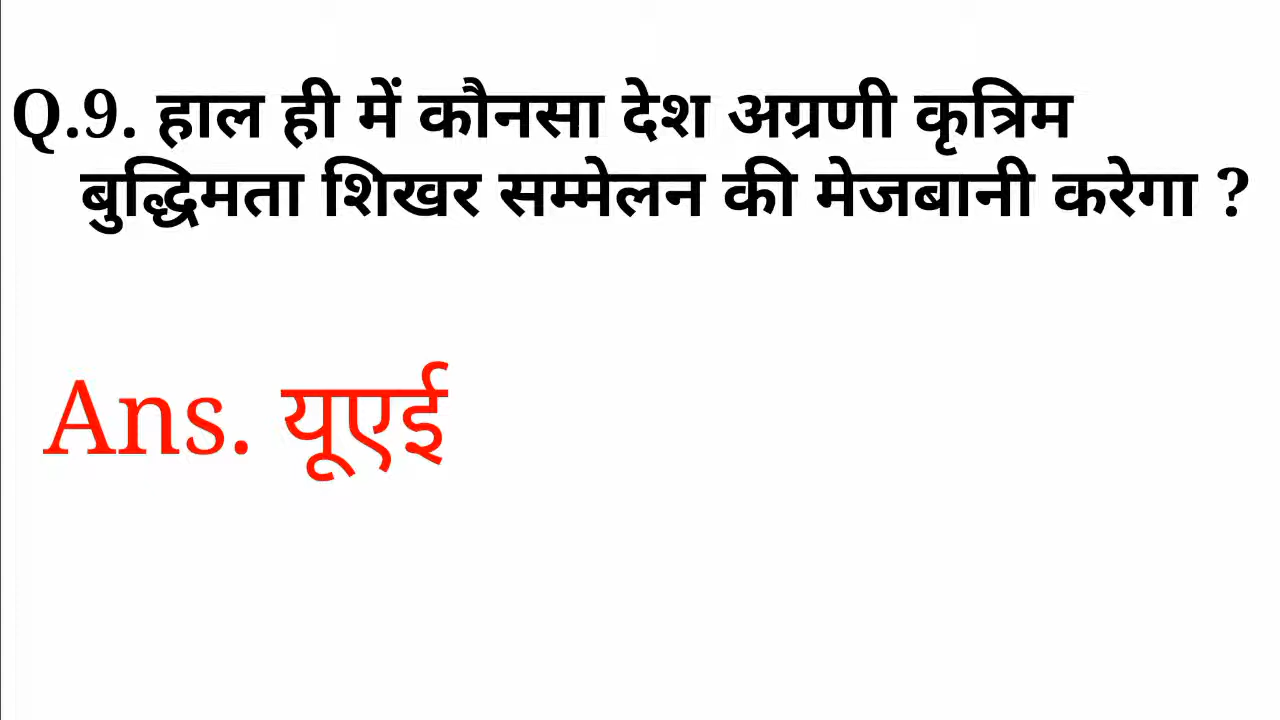 Q.9. हाल ही में कौनसा देश अग्रणी कृत्रिम
बुद्धिमता शिखर सम्मेलन की मेजबानी करेगा ?
Ans. यूएई